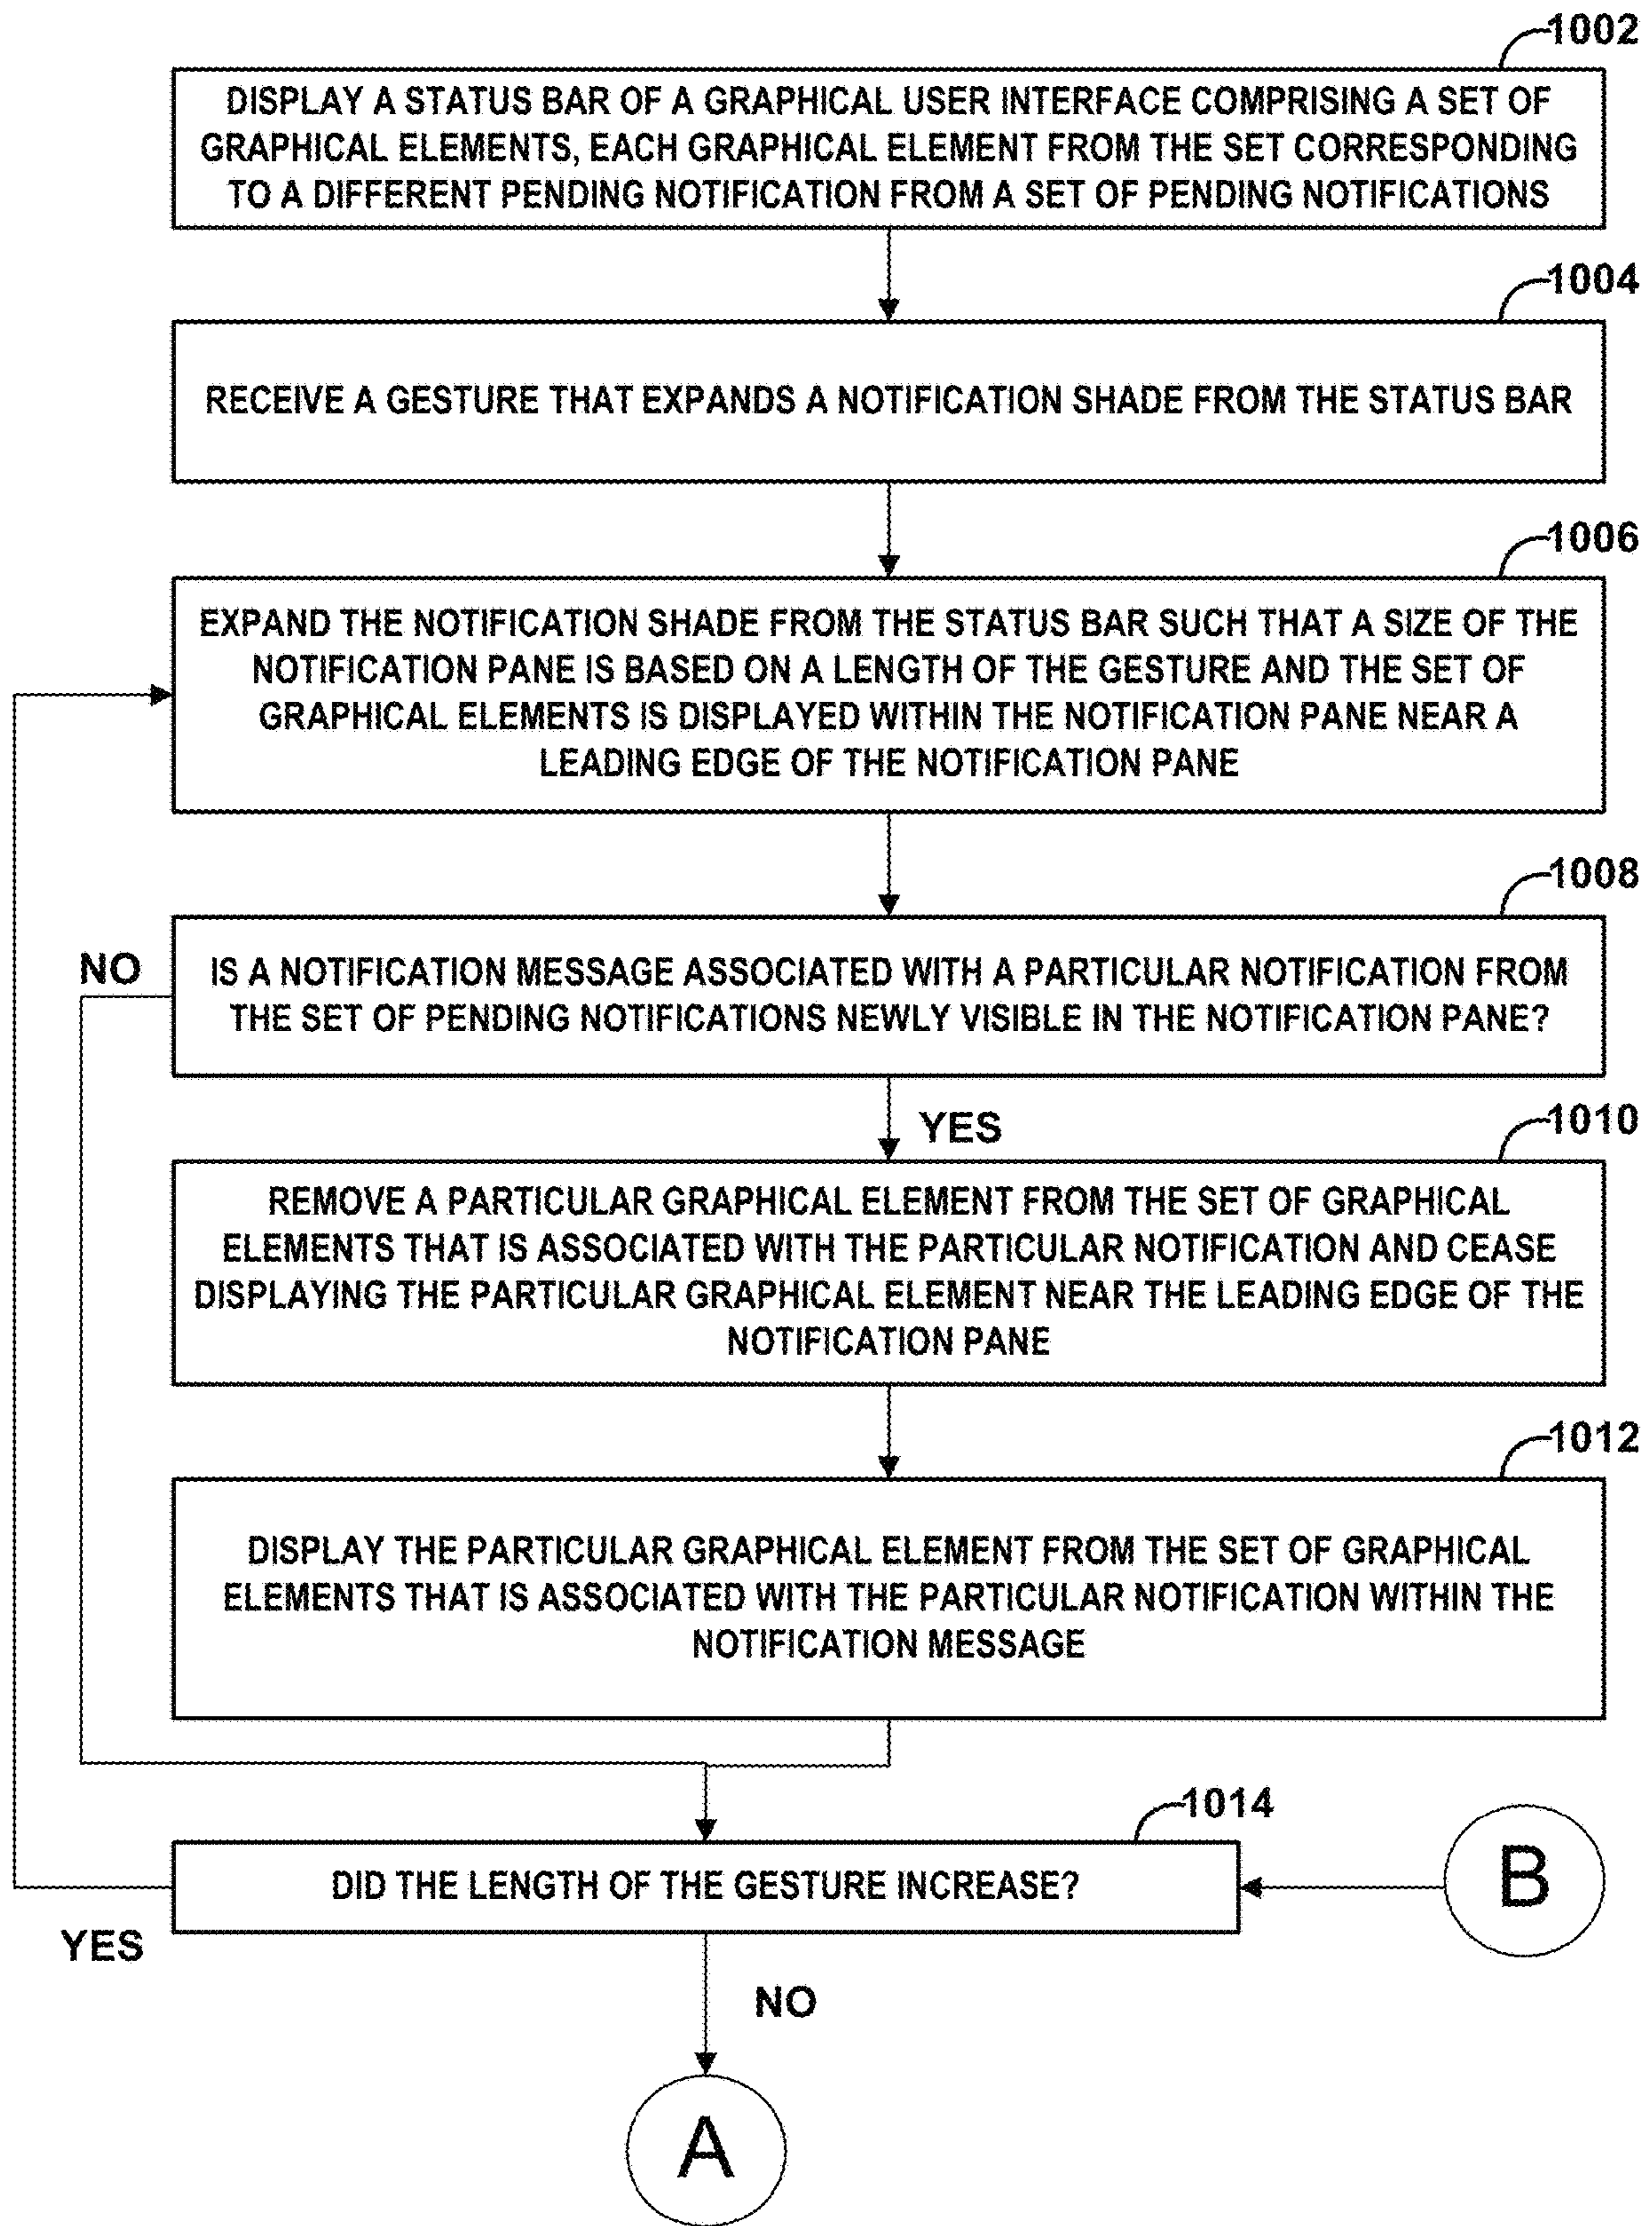 1002
DISPLAY A STATUS BAR OF A GRAPHICAL USER INTERFACE COMPRISING A SET OF
GRAPHICAL ELEMENTS, EACH GRAPHICAL ELEMENT FROM THE SET CORRESPONDING
TO A DIFFERENT PENDING NOTIFICATION FROM A SET OF PENDING NOTIFICATIONS
1004
RECEIVE A GESTURE THAT EXPANDS A NOTIFICATION SHADE FROM THE STATUS BAR
1006
EXPAND THE NOTIFICATION SHADE FROM THE STATUS BAR SUCH THAT A SIZE OF THE
NOTIFICATION PANE IS BASED ON A LENGTH OF THE GESTURE AND THE SET OF
GRAPHICAL ELEMENTS IS DISPLAYED WITHIN THE NOTIFICATION PANE NEAR A
LEADING EDGE OF THE NOTIFICATION PANE
1008
NO
IS A NOTIFICATION MESSAGE ASSOCIATED WITH A PARTICULAR NOTIFICATION FROM
THE SET OF PENDING NOTIFICATIONS NEWLY VISIBLE IN THE NOTIFICATION PANE?
YES
1010
REMOVE A PARTICULAR GRAPHICAL ELEMENT FROM THE SET OF GRAPHICAL
ELEMENTS THAT IS ASSOCIATED WITH THE PARTICULAR NOTIFICATION AND CEASE
DISPLAYING THE PARTICULAR GRAPHICAL ELEMENT NEAR THE LEADING EDGE OF THE
NOTIFICATION PANE
1012
DISPLAY THE PARTICULAR GRAPHICAL ELEMENT FROM THE SET OF GRAPHICAL
ELEMENTS THAT IS ASSOCIATED WITH THE PARTICULAR NOTIFICATION WITHIN THE
NOTIFICATION MESSAGE
1014
DID THE LENGTH OF THE GESTURE INCREASE?
B
YES
NO
A